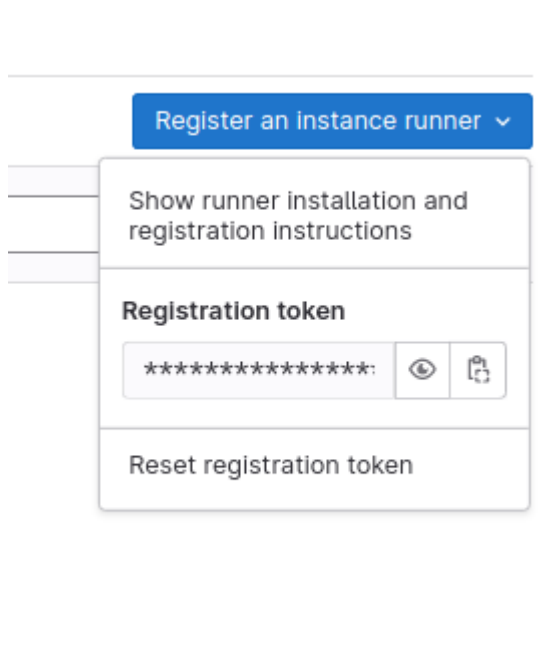 Register an instance runner
Show runner installation and
registration instructions
Registration token
***************:
Reset registration token